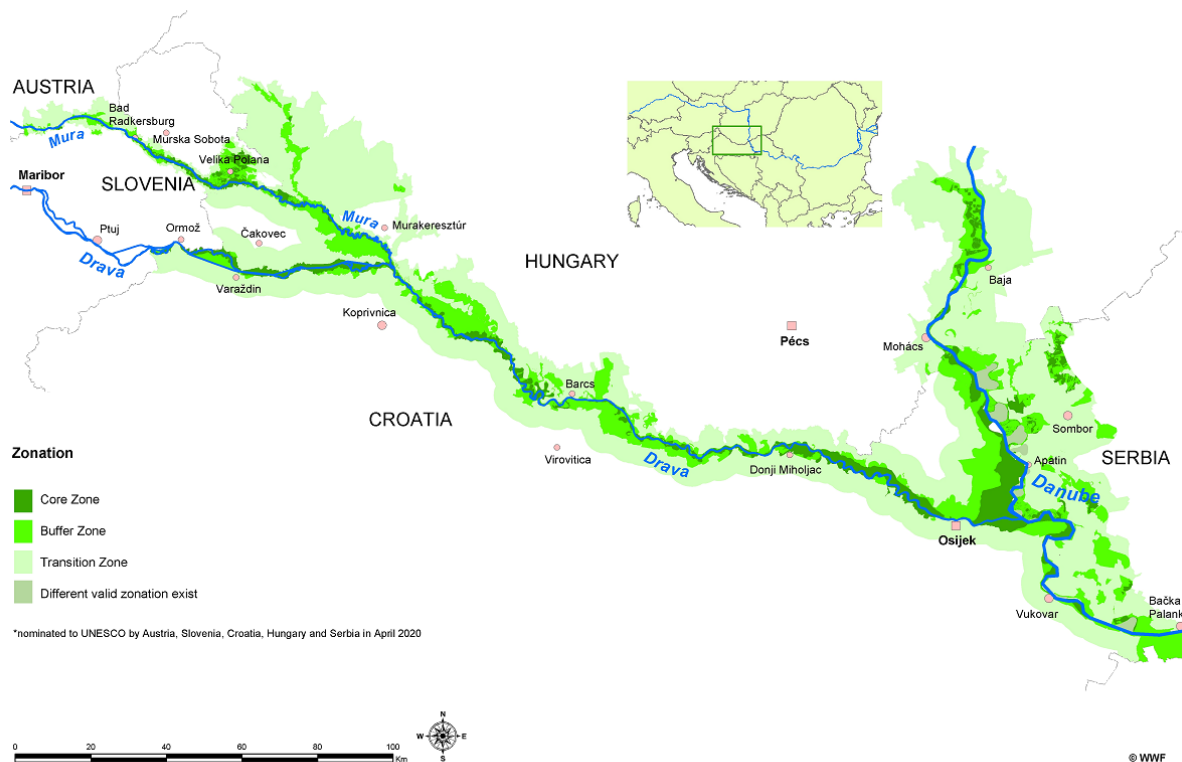 AUSTRIA
Bad
Radkersburg
Mura
Murska Sobota
Velika Polana
Maribor
SLOVENIA
Ptuj
Ormož
Čakovec
Mura
Murakeresztúr
Drava
Varaždin
HUNGARY
Baja
Koprivnica
Pécs
Mohács
Barcs
CROATIA
Sombor
Virovitica
Drava
Donji Miholjac
Apatin
SERBIA
Danube
Osijek
Vukovar
Bačka
Palank
Zonation
Core Zone
Buffer Zone
Transition Zone
Different valid zonation exist
*nominated to UNESCO by Austria, Slovenia, Croatia, Hungary and Serbia in April 2020
N
W E
S
0 20 40 60 80 100
Km
© WWF